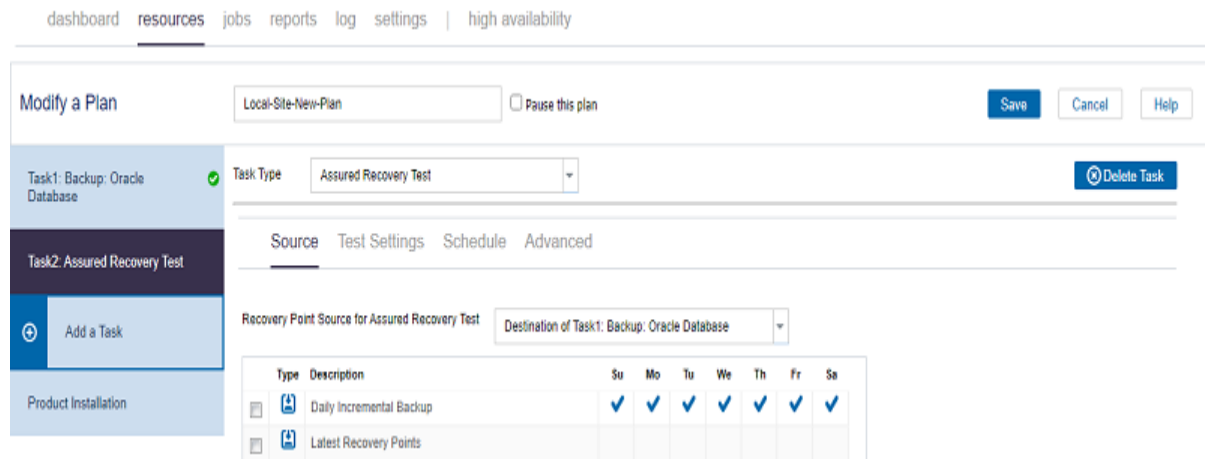 dashboard resources jobs reports log settings | high availability
Modify a Plan
Local-Site-New-Plan
Pause this plan
Save
Cancel
Help
Task1: Backup: Oracle
Database
Task2: Assured Recovery Test
Add a Task
Product Installation
Task Type
Assured Recovery Test
Delete Task
Source Test Settings Schedule Advanced
Recovery Point Source for Assured Recovery Test
Destination of Task1: Backup: Oracle Database
Type Description Su Mo Tu We Th Fr Sa
Daily Incremental Backup
Latest Recovery Points